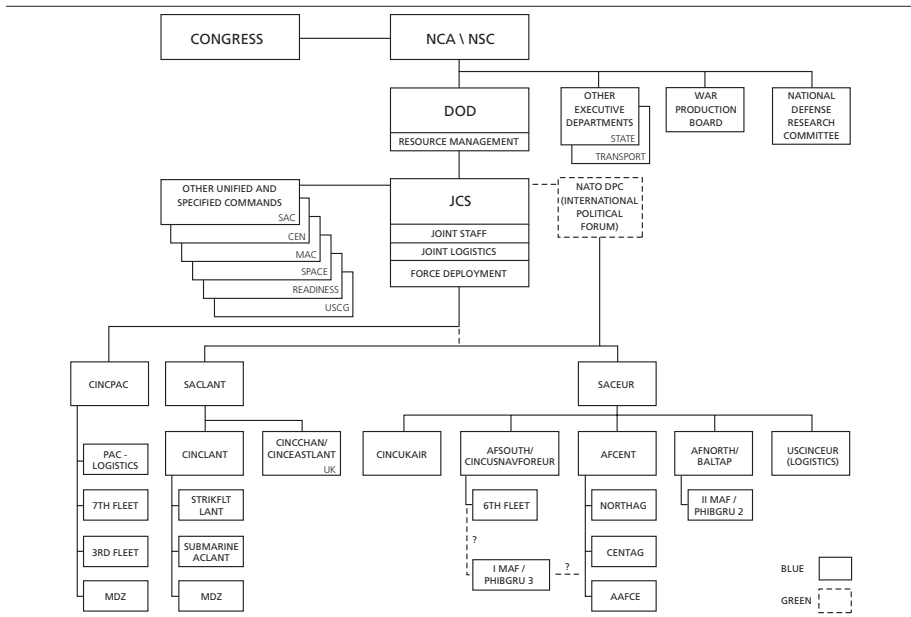 CONGRESS
NCA \ NSC
DOD
RESOURCE MANAGEMENT
OTHER
EXECUTIVE
DEPARTMENTS
STATE
TRANSPORT
WAR
PRODUCTION
BOARD
NATIONAL
DEFENSE
RESEARCH
COMMITTEE
OTHER UNIFIED AND
SPECIFIED COMMANDS
SAC
CEN
MAC
SPACE
READINESS
USCG
JCS
JOINT STAFF
JOINT LOGISTICS
FORCE DEPLOYMENT
NATO DPC
(INTERNATIONAL
POLITICAL
FORUM)
CINCPAC
SACLANT
SACEUR
PAC -
LOGISTICS
7TH FLEET
3RD FLEET
MDZ
CINCLANT
STRIKFLT
LANT
SUBMARINE
ACLANT
MDZ
CINCCHAN/
CINCEASTLANT
UK
CINCUKAIR
AFSOUTH/
CINCUSNAVFOREUR
6TH FLEET
?
I MAF /
PHIBGRU 3
?
AFCENT
NORTHAG
CENTAG
AAFCE
AFNORTH/
BALTAP
II MAF /
PHIBGRU 2
USCINCEUR
(LOGISTICS)
BLUE
GREEN